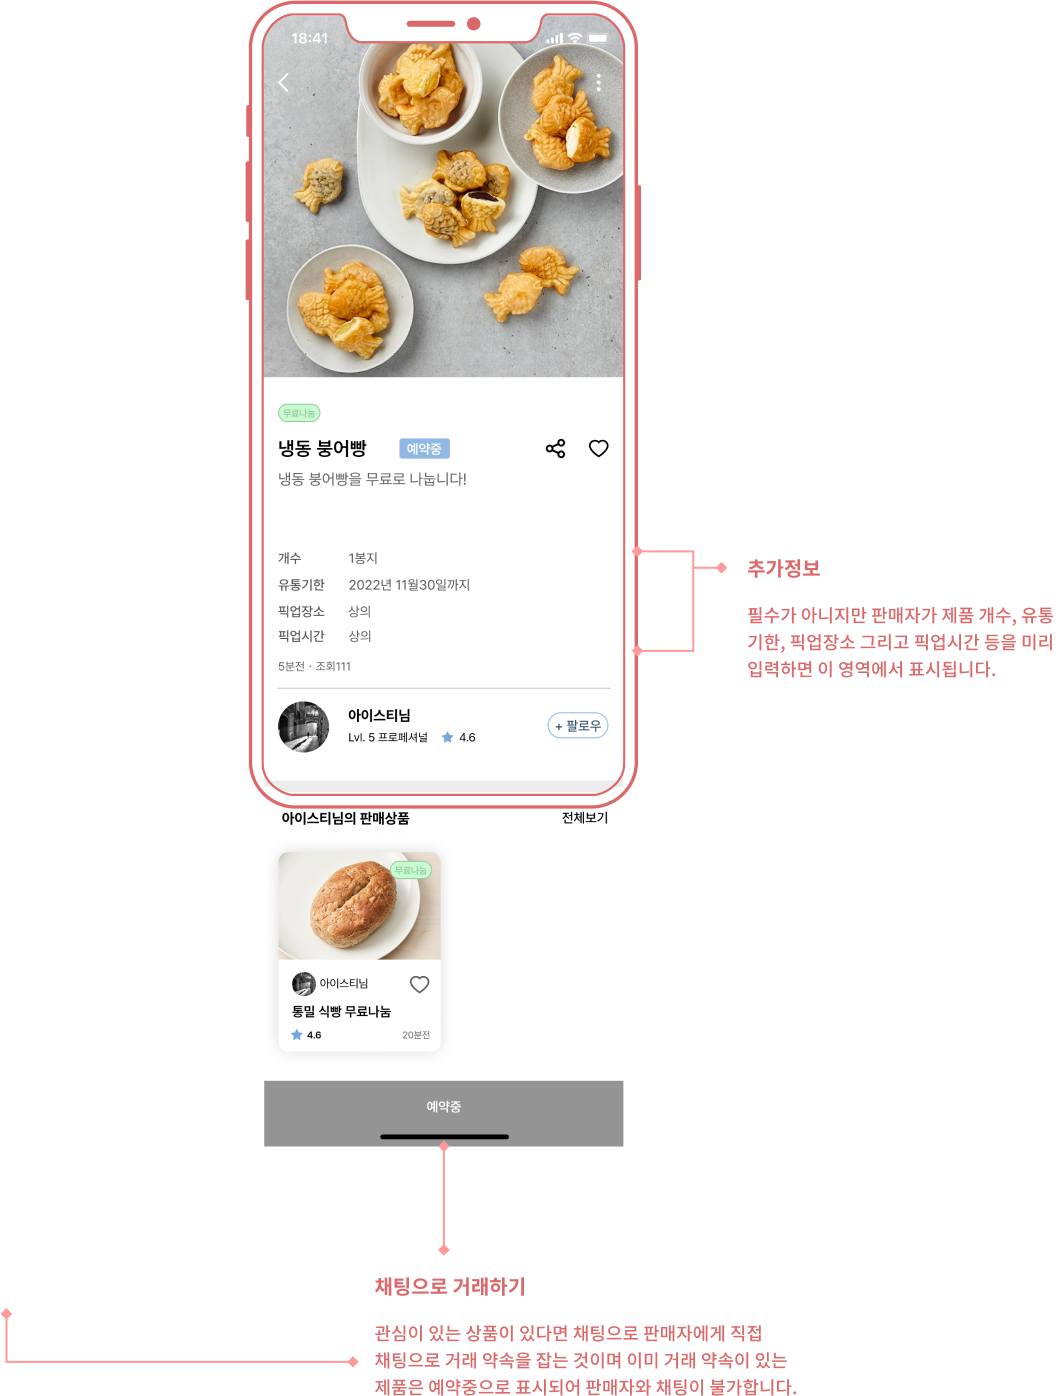 18:41
무료나눔
냉동 붕어빵 예약중
냉동 붕어빵을 무료로 나눕니다!
개수 1봉지
유통기한 2022년 11월30일까지
픽업장소 상의
픽업시간 상의
5분전 · 조회111
아이스티님
Lvl. 5 프로페셔널 4.6
+ 팔로우
추가정보
필수가 아니지만 판매자가 제품 개수, 유통
기한, 픽업장소 그리고 픽업시간 등을 미리
입력하면 이 영역에서 표시됩니다.
아이스티님의 판매상품 전체보기
무료나눔
아이스티님
통밀 식빵 무료나눔
4.6 20분전
예약중
채팅으로 거래하기
관심이 있는 상품이 있다면 채팅으로 판매자에게 직접
채팅으로 거래 약속을 잡는 것이며 이미 거래 약속이 있는
제품은 예약중으로 표시되어 판매자와 채팅이 불가합니다.